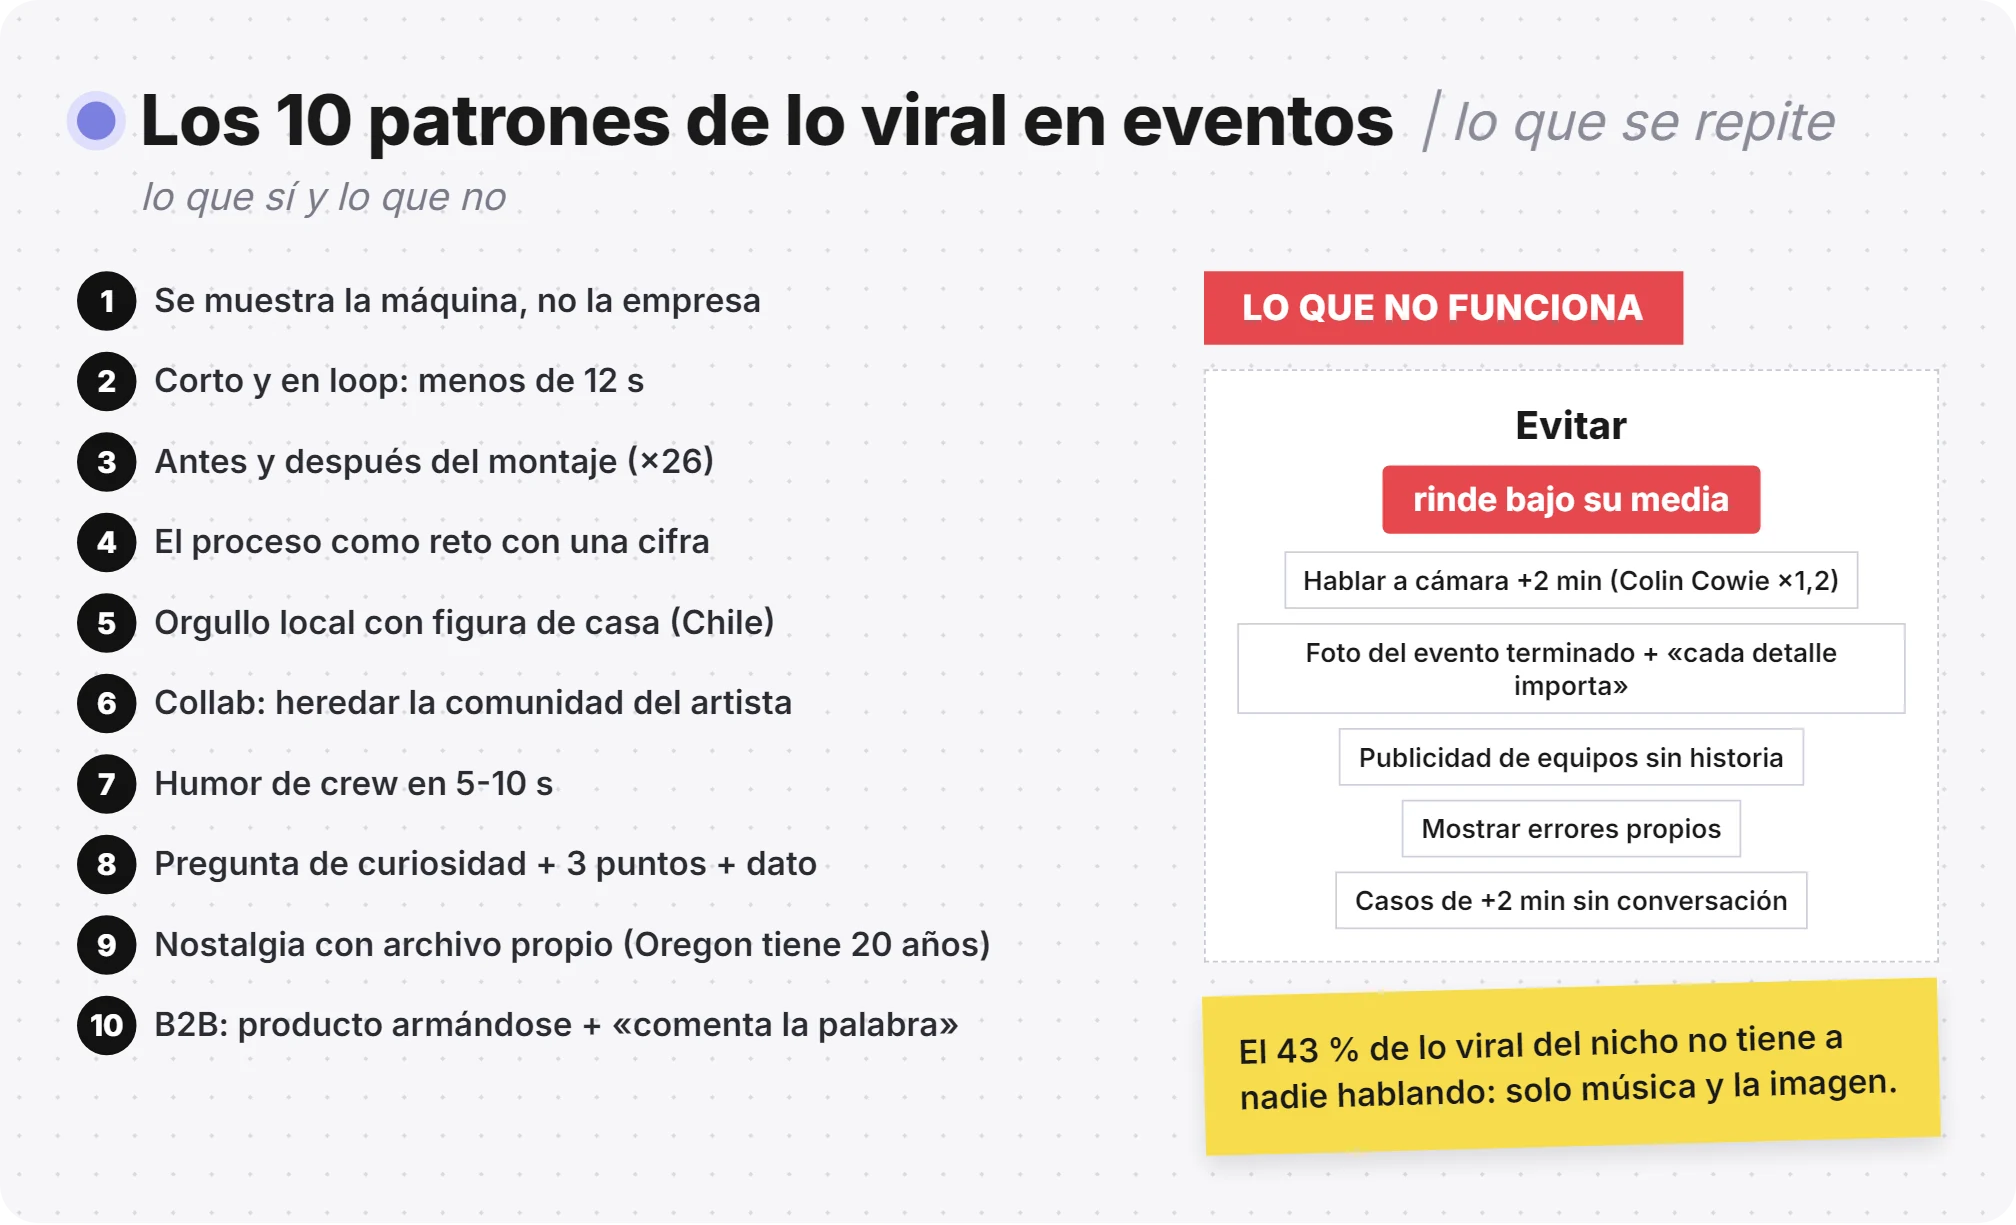 Los 10 patrones de lo viral en eventos | lo que se repite
lo que sí y lo que no
1 Se muestra la máquina, no la empresa
2 Corto y en loop: menos de 12 s
3 Antes y después del montaje (×26)
4 El proceso como reto con una cifra
5 Orgullo local con figura de casa (Chile)
6 Collab: heredar la comunidad del artista
7 Humor de crew en 5-10 s
8 Pregunta de curiosidad + 3 puntos + dato
9 Nostalgia con archivo propio (Oregon tiene 20 años)
10 B2B: producto armándose + «comenta la palabra»
LO QUE NO FUNCIONA
Evitar
rinde bajo su media
Hablar a cámara +2 min (Colin Cowie ×1,2)
Foto del evento terminado + «cada detalle
importa»
Publicidad de equipos sin historia
Mostrar errores propios
Casos de +2 min sin conversación
El 43 % de lo viral del nicho no tiene a
nadie hablando: solo música y la imagen.